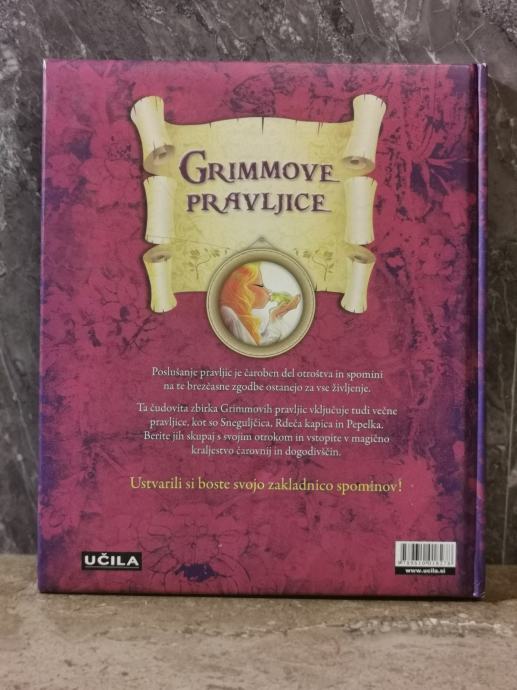 GRIMMOVE
PRAVLJICE
Poslušanje pravljic je čaroben del otroštva in spomini
na te brezčasne zgodbe ostanejo za vse življenje.
Ta čudovita zbirka Grimmovih pravljic vključuje tudi večne
pravljice, kot so Sneguljčica, Rdeča kapica in Pepelka.
Berite jih skupaj s svojim otrokom in vstopite v magično
kraljestvo čarovnij in dogodivščin.
Ustvarili si boste svojo zakladnico spominov!
UČILA
www.ucila.si